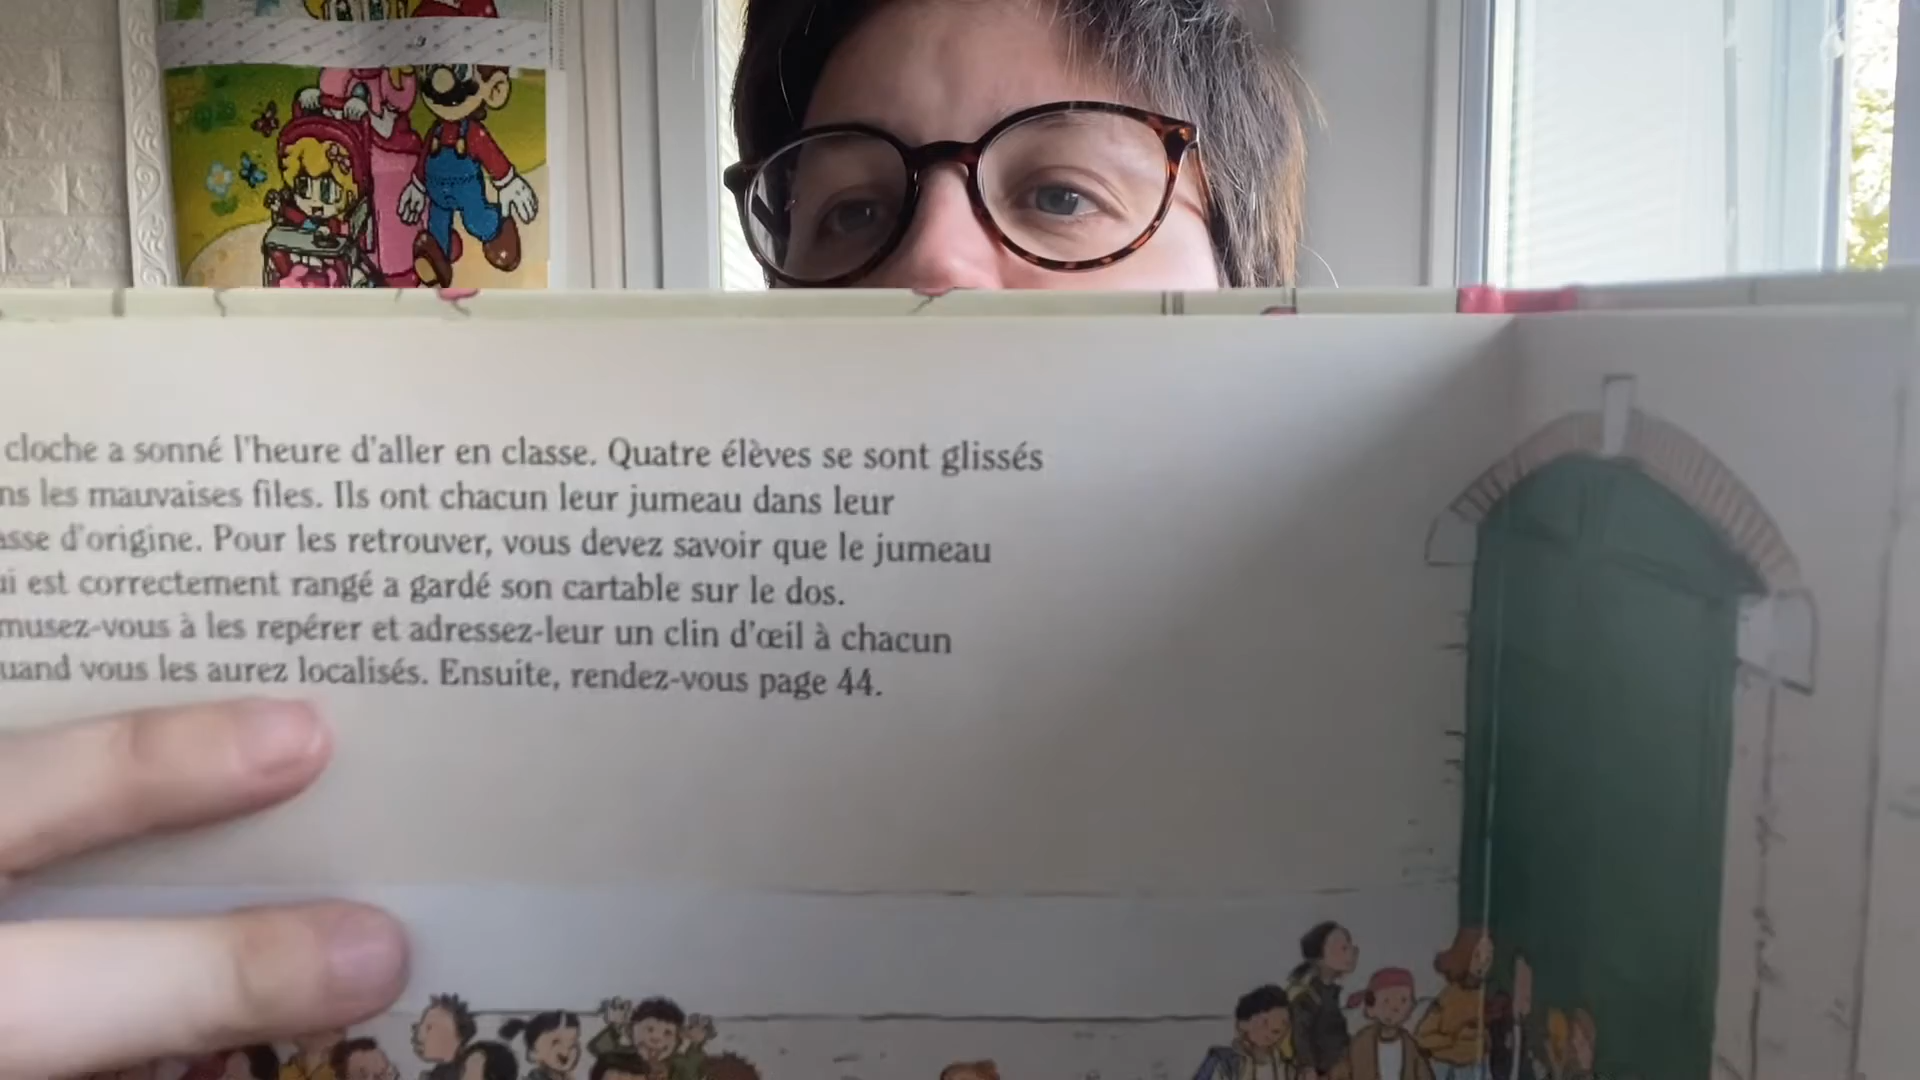 cloche a sonné l'heure d'aller en classe. Quatre élèves se sont glissés
ns les mauvaises files. Ils ont chacun leur jumeau dans leur
asse d'origine. Pour les retrouver, vous devez savoir que le jumeau
ui est correctement rangé a gardé son cartable sur le dos.
musez-vous à les repérer et adressez-leur un clin d'œil à chacun
uand vous les aurez localisés. Ensuite, rendez-vous page 44.